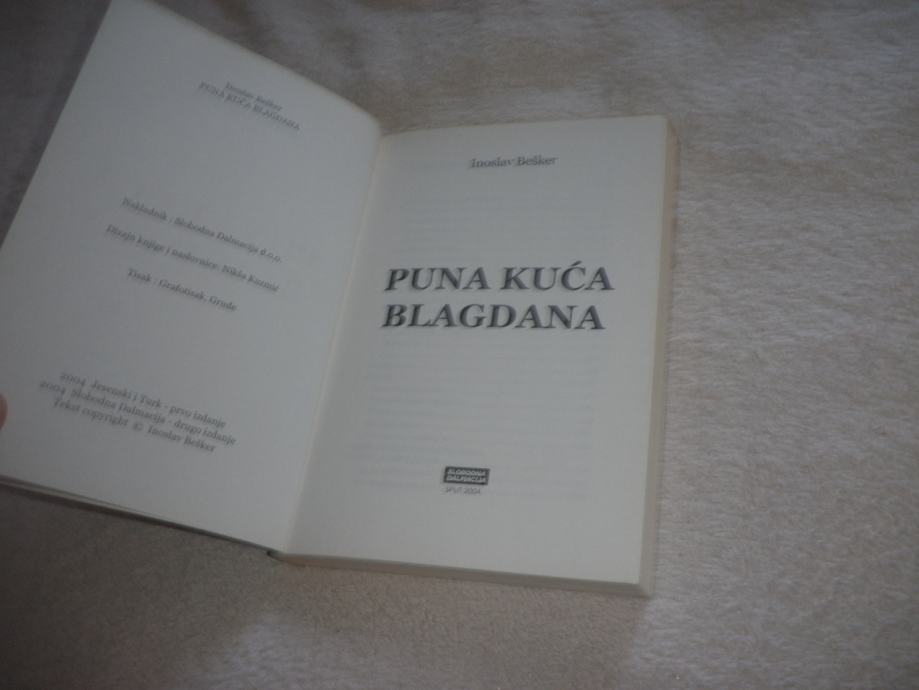 Inoslav Bešker
PUNA KUĆA BLAGDANA
Nakladnik : Slobodna Dalmacija d.o.o.
Dizajn knjige i naslovnice: Nikša Kuzmić
Tisak : Grafotisak, Grude
2004 Jesenski i Turk - prvo izdanje
2004 Slobodna Dalmacija - drugo izdanje
Tekst copyright © Inoslav Bešker
Inoslav Bešker
PUNA KUĆA
BLAGDANA
SLOBODNA
DALMACIJA
SPLIT 2004.